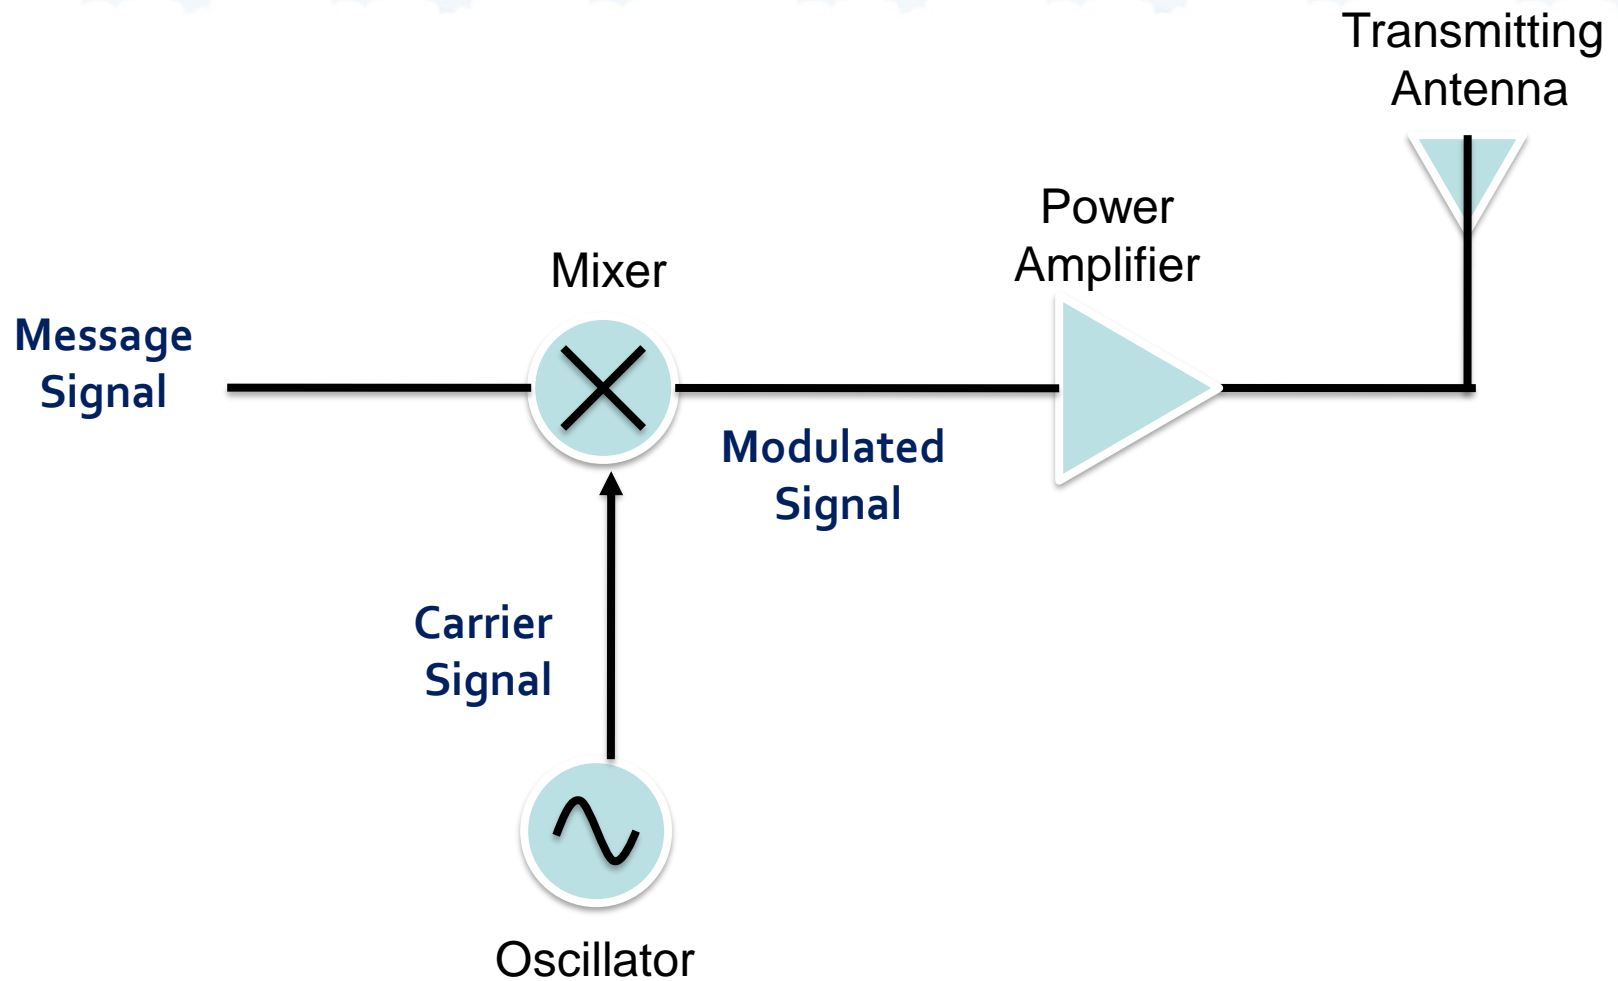 Transmitting
Antenna
Power
Amplifier
Mixer
Message
Signal
Modulated
Signal
Carrier
Signal
Oscillator